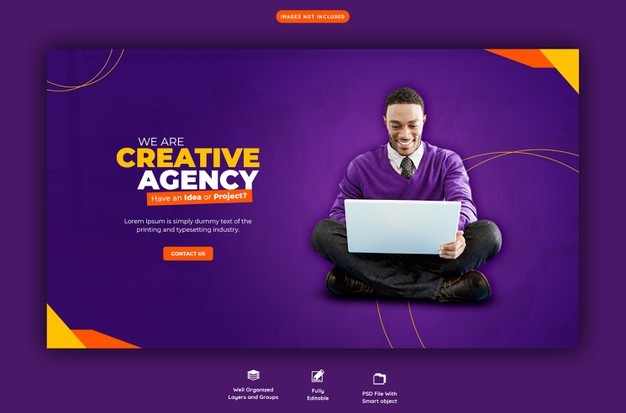 IMAGES NOT INCLUDED
WE ARE
CREATIVE
AGENCY
Have an Idea or Project?
Lorem Ipsum is simply dummy text of the
printing and typesetting industry.
CONTACT US
Well Organized
Layers and Groups
Fully
Editable
PSD File With
Smart object